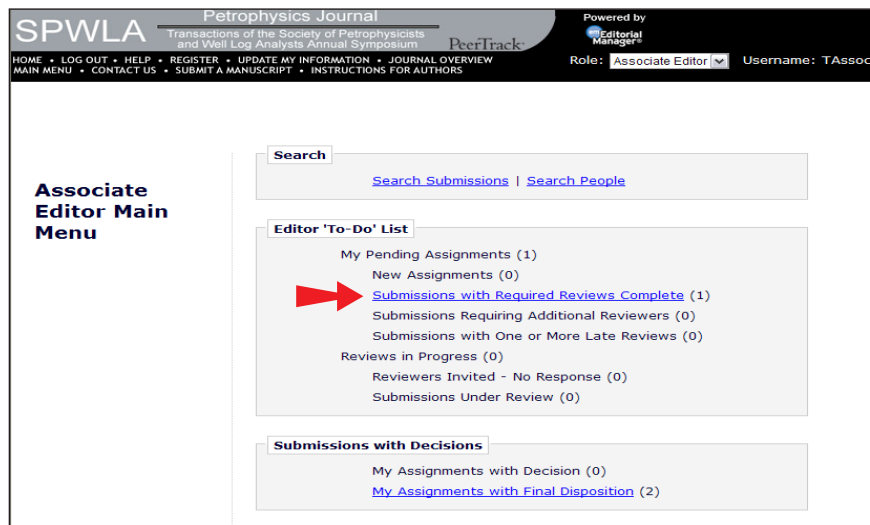 SPWLA
Petrophysics Journal
Transactions of the Society of Petrophysicists
and Well Log Analysts Annual Symposium
PeerTrack™
Powered by
em Editorial
Manager®
HOME • LOG OUT • HELP • REGISTER • UPDATE MY INFORMATION • JOURNAL OVERVIEW
MAIN MENU • CONTACT US • SUBMIT A MANUSCRIPT • INSTRUCTIONS FOR AUTHORS
Role: Associate Editor Username: TAssoc
Associate
Editor Main
Menu
Search
Search Submissions | Search People
Editor 'To-Do' List
My Pending Assignments (1)
New Assignments (0)
Submissions with Required Reviews Complete (1)
Submissions Requiring Additional Reviewers (0)
Submissions with One or More Late Reviews (0)
Reviews in Progress (0)
Reviewers Invited - No Response (0)
Submissions Under Review (0)
Submissions with Decisions
My Assignments with Decision (0)
My Assignments with Final Disposition (2)